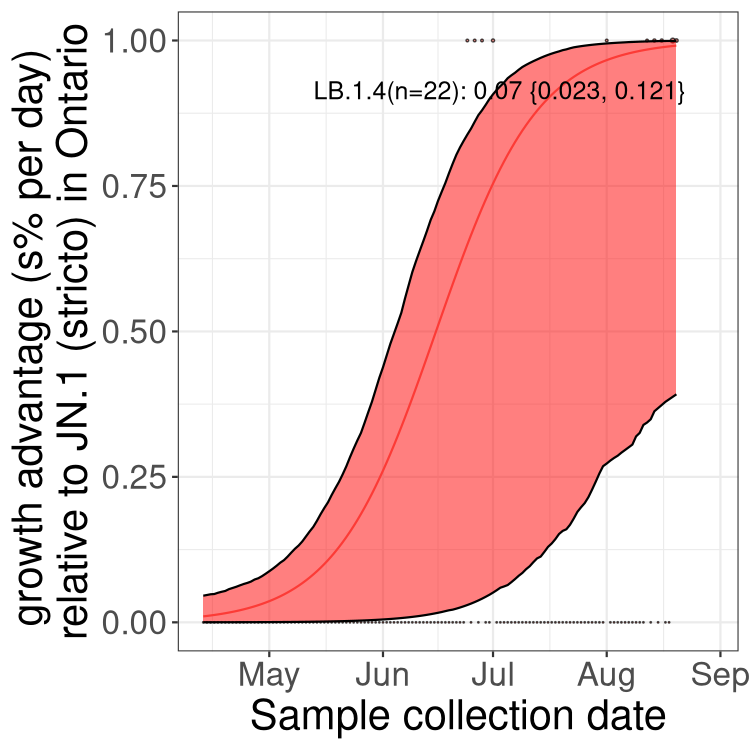 growth advantage (s% per day)
relative to JN.1 (stricto) in Ontario
1.00
0.75
0.50
0.25
0.00
LB.1.4(n=22): 0.07 {0.023, 0.121}
May Jun Jul Aug Sep
Sample collection date